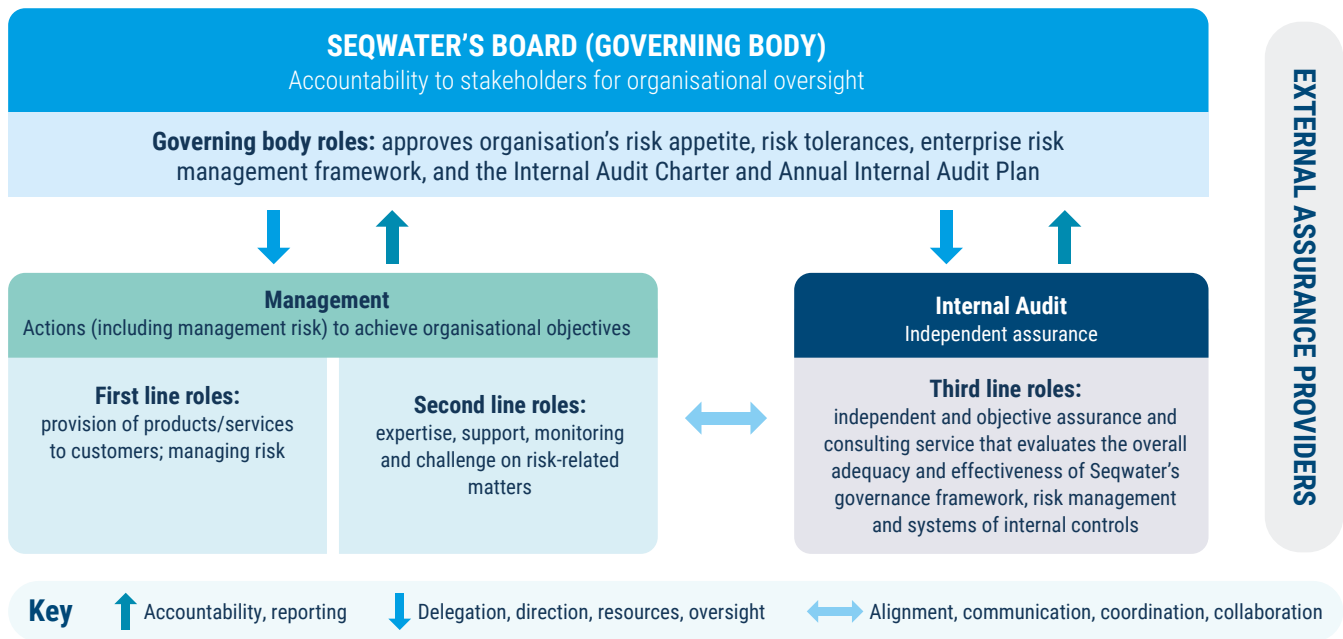 SEQWATER’S BOARD (GOVERNING BODY)
Accountability to stakeholders for organisational oversight
Governing body roles: approves organisation’s risk appetite, risk tolerances, enterprise risk
management framework, and the Internal Audit Charter and Annual Internal Audit Plan
Management
Actions (including management risk) to achieve organisational objectives
First line roles:
provision of products/services
to customers; managing risk
Second line roles:
expertise, support, monitoring
and challenge on risk-related
matters
Internal Audit
Independent assurance
Third line roles:
independent and objective assurance and
consulting service that evaluates the overall
adequacy and effectiveness of Seqwater’s
governance framework, risk management
and systems of internal controls
EXTERNAL ASSURANCE PROVIDERS
Key
Accountability, reporting
Delegation, direction, resources, oversight
Alignment, communication, coordination, collaboration